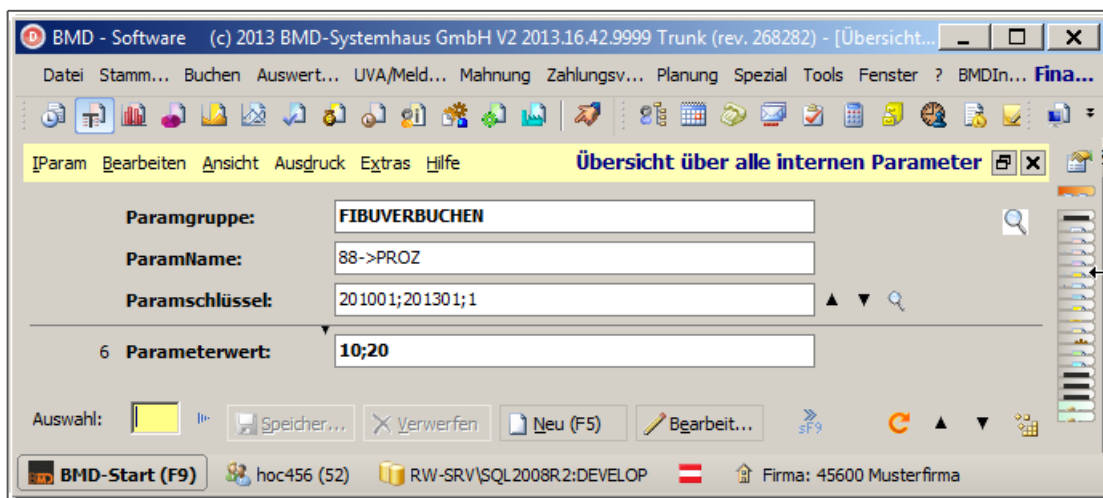 BMD - Software (c) 2013 BMD-Systemhaus GmbH V2 2013.16.42.9999 Trunk (rev. 268282) - [Übersicht...
Datei Stamm... Buchen Auswert... UVA/Meld... Mahnung Zahlungsv... Planung Spezial Tools Fenster ? BMDIn... Fina...
IParam Bearbeiten Ansicht Ausdruck Extras Hilfe Übersicht über alle internen Parameter
Paramgruppe: FIBUVERBUCHEN
ParamName: 88->PROZ
Paramschlüssel: 201001;201301;1
6 Parameterwert: 10;20
Auswahl: Speicher... Verwerfen Neu (F5) Bearbeit... sF9
BMD-Start (F9) hoc456 (52) RW-SRV\SQL2008R2:DEVELOP Firma: 45600 Musterfirma